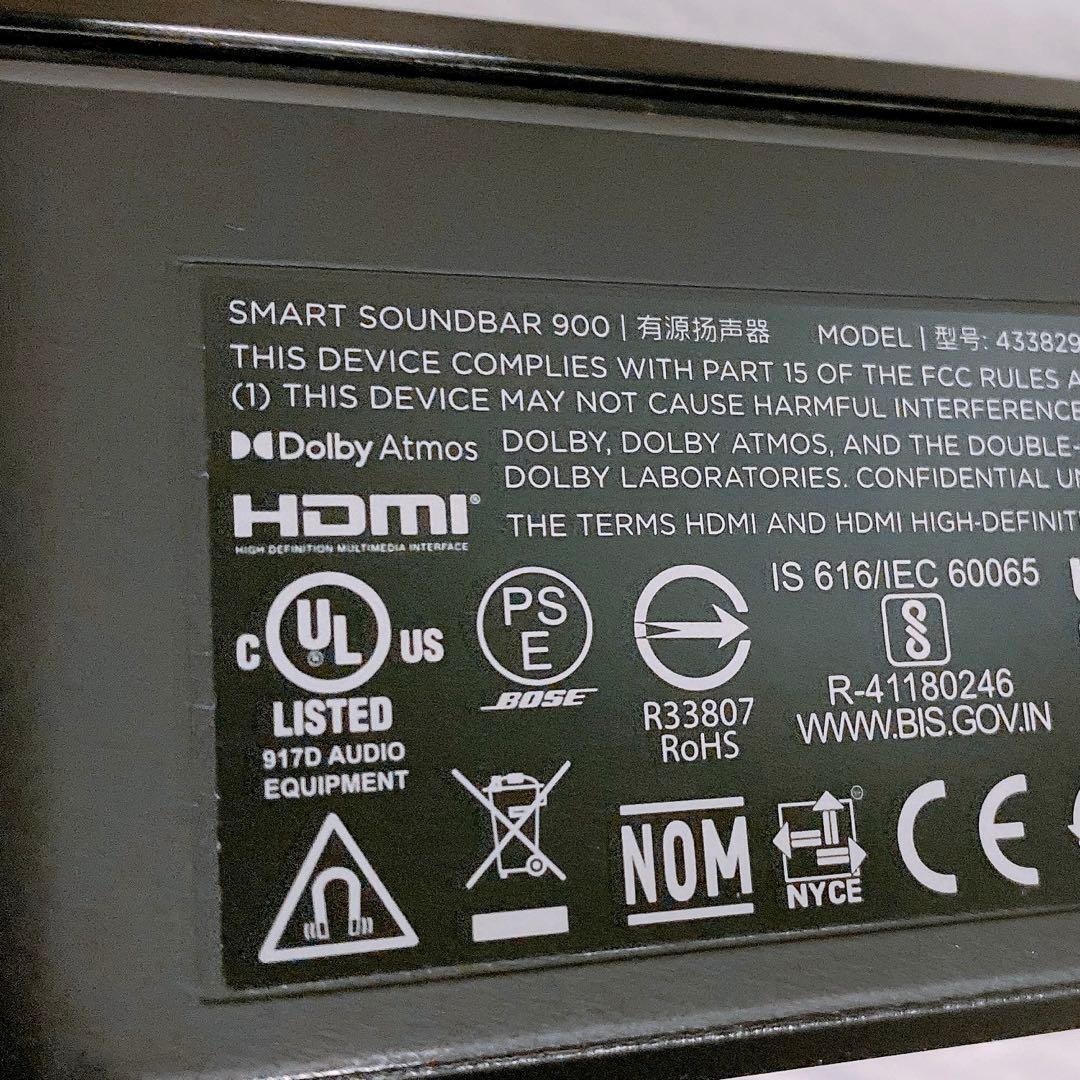 SMART SOUNDBAR 900 | 有源扬声器 MODEL | 型号: 433829
THIS DEVICE COMPLIES WITH PART 15 OF THE FCC RULES A
(1) THIS DEVICE MAY NOT CAUSE HARMFUL INTERFERENCE
Dolby Atmos DOLBY, DOLBY ATMOS, AND THE DOUBLE-
DOLBY LABORATORIES. CONFIDENTIAL UN
HDMI® THE TERMS HDMI AND HDMI HIGH-DEFINIT
HIGH DEFINITION MULTIMEDIA INTERFACE
IS 616/IEC 60065
C UL US
PS
E
BOSE
LISTED
917D AUDIO
EQUIPMENT
R33807
RoHS
R-41180246
WWW.BIS.GOV.IN
NOM
NYCE
CE